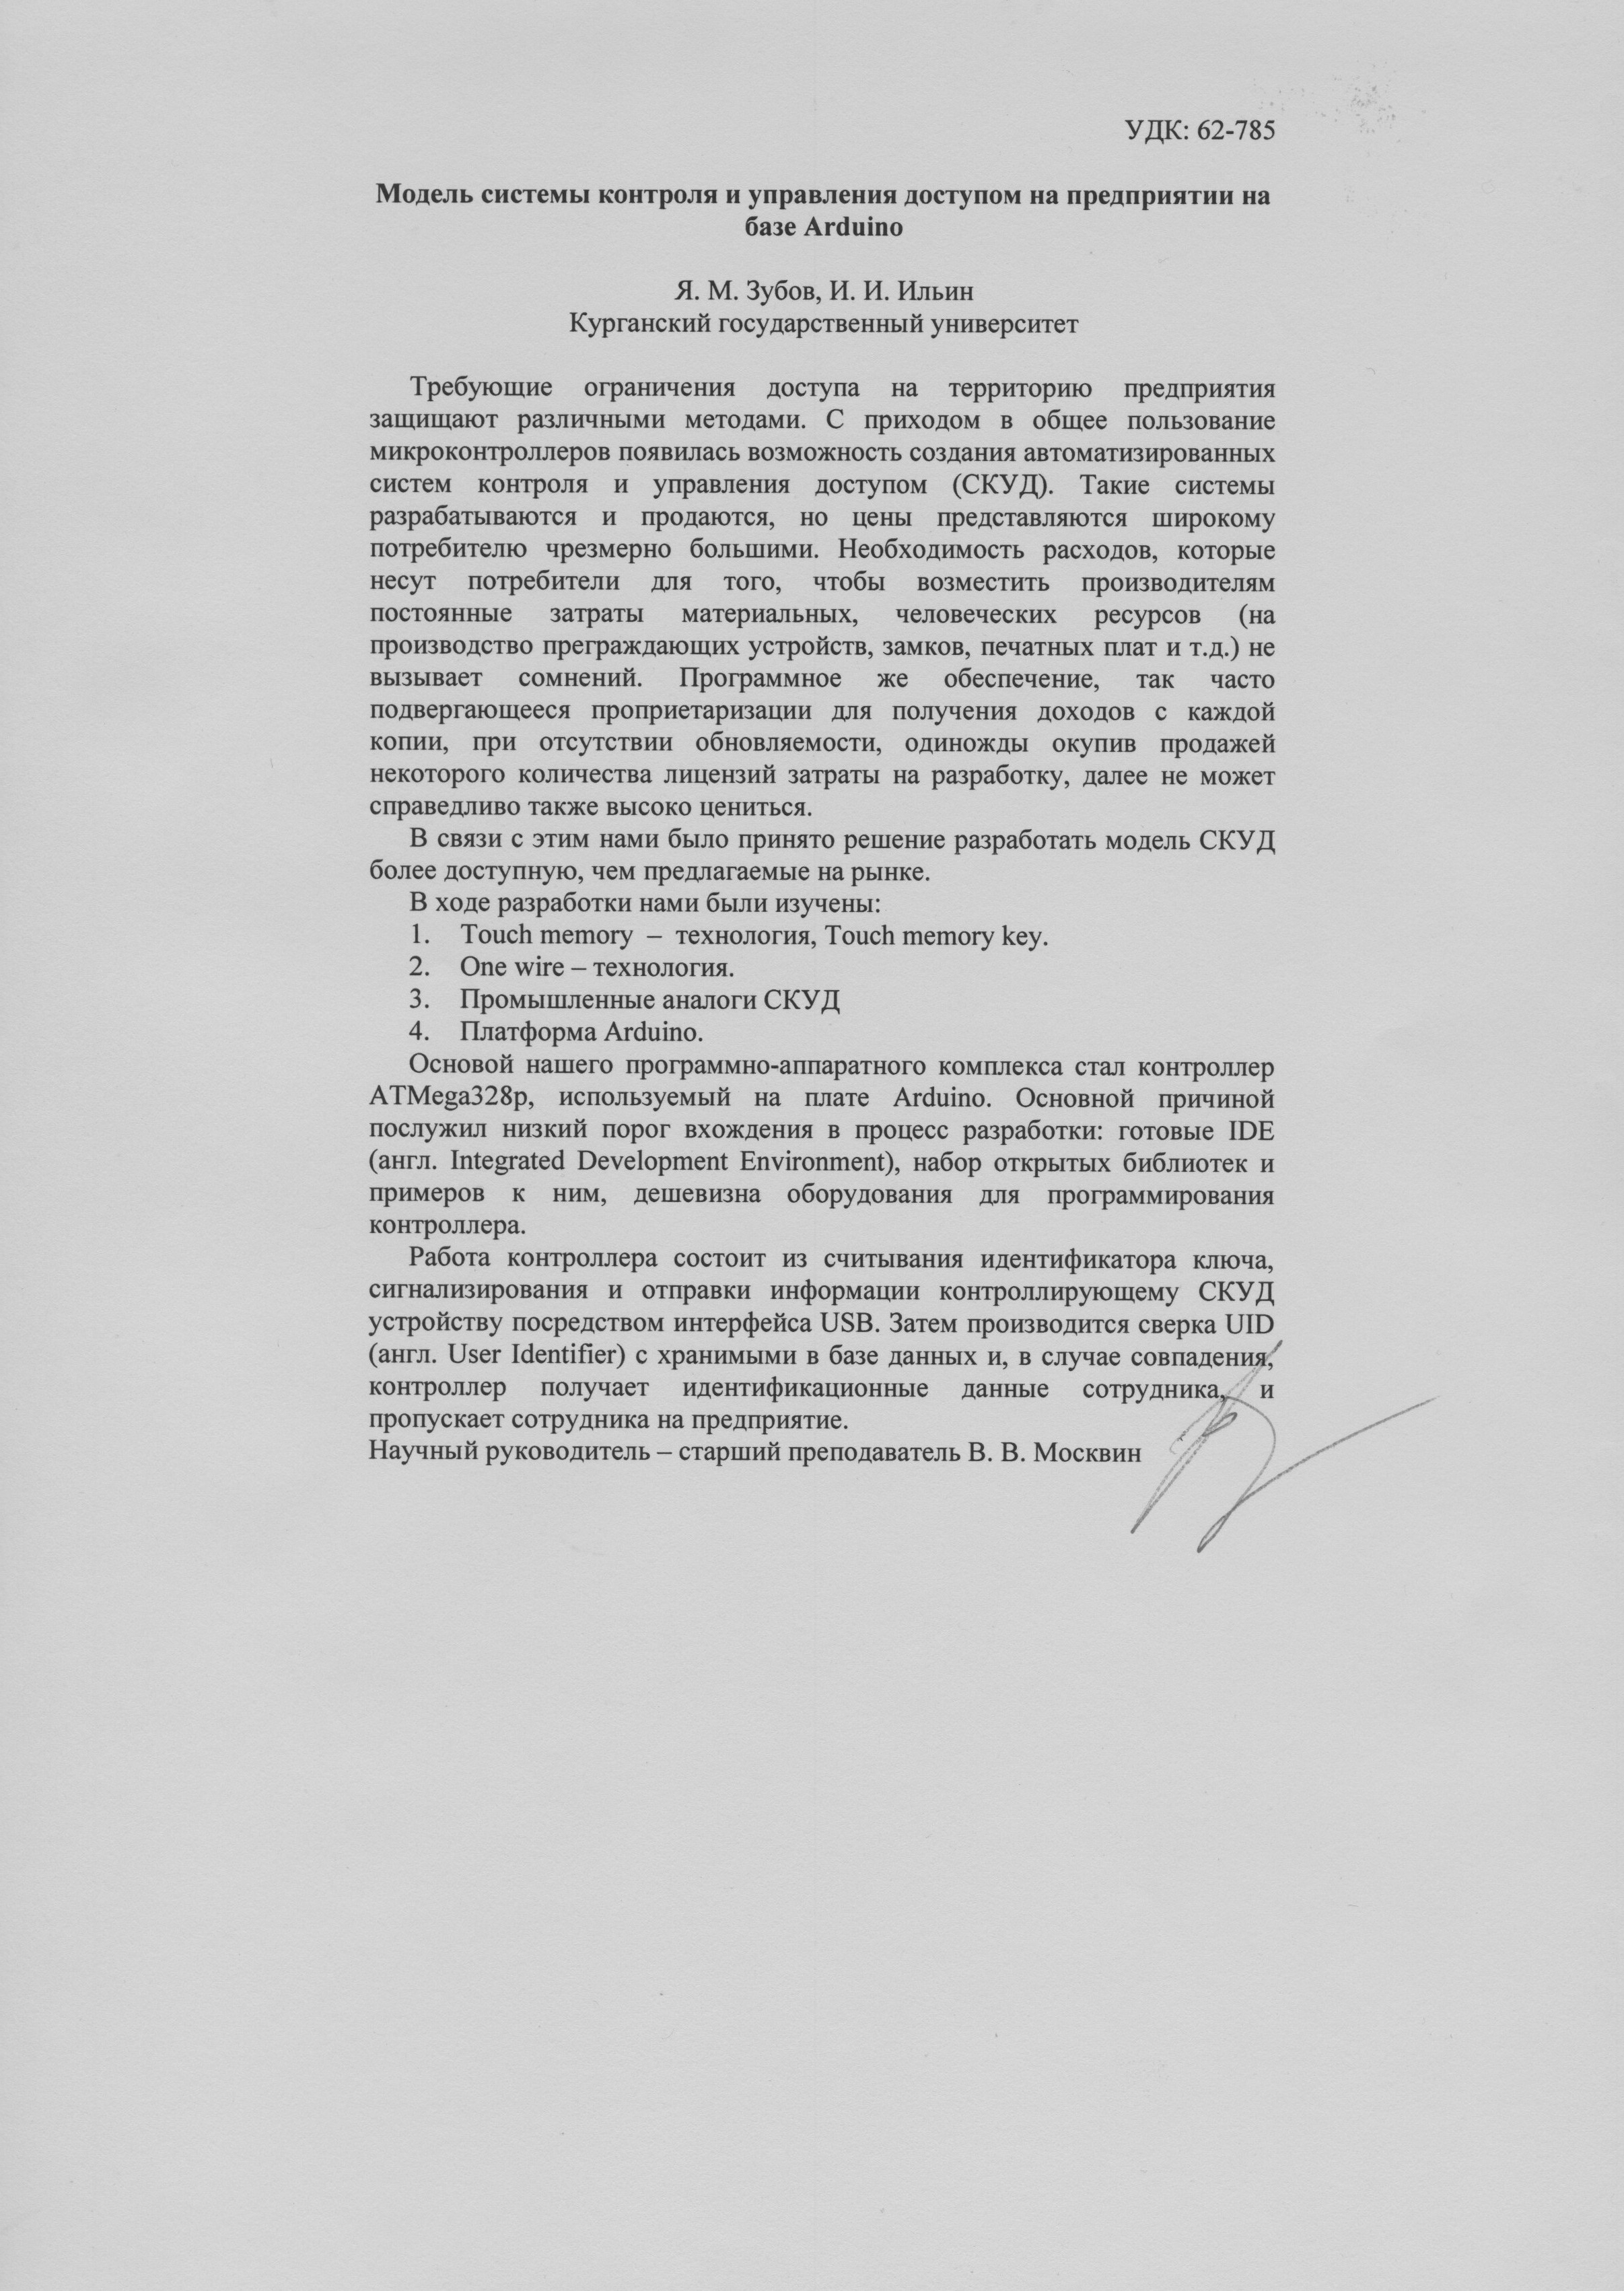 УДК: 62-785
Модель системы контроля и управления доступом на предприятии на
базе Arduino
Я. М. Зубов, И. И. Ильин
Курганский государственный университет
Требующие ограничения доступа на территорию предприятия
защищают различными методами. С приходом в общее пользование
микроконтроллеров появилась возможность создания автоматизированных
систем контроля и управления доступом (СКУД). Такие системы
разрабатываются и продаются, но цены представляются широкому
потребителю чрезмерно большими. Необходимость расходов, которые
несут потребители для того, чтобы возместить производителям
постоянные затраты материальных, человеческих ресурсов (на
производство преграждающих устройств, замков, печатных плат и т.д.) не
вызывает сомнений. Программное же обеспечение, так часто
подвергающееся проприетаризации для получения доходов с каждой
копии, при отсутствии обновляемости, одиножды окупив продажей
некоторого количества лицензий затраты на разработку, далее не может
справедливо также высоко цениться.
В связи с этим нами было принято решение разработать модель СКУД
более доступную, чем предлагаемые на рынке.
В ходе разработки нами были изучены:
1. Touch memory – технология, Touch memory key.
2. One wire – технология.
3. Промышленные аналоги СКУД
4. Платформа Arduino.
Основой нашего программно-аппаратного комплекса стал контроллер
ATMega328p, используемый на плате Arduino. Основной причиной
послужил низкий порог вхождения в процесс разработки: готовые IDE
(англ. Integrated Development Environment), набор открытых библиотек и
примеров к ним, дешевизна оборудования для программирования
контроллера.
Работа контроллера состоит из считывания идентификатора ключа,
сигнализирования и отправки информации контроллирующему СКУД
устройству посредством интерфейса USB. Затем производится сверка UID
(англ. User Identifier) с хранимыми в базе данных и, в случае совпадения,
контроллер получает идентификационные данные сотрудника, и
пропускает сотрудника на предприятие.
Научный руководитель – старший преподаватель В. В. Москвин